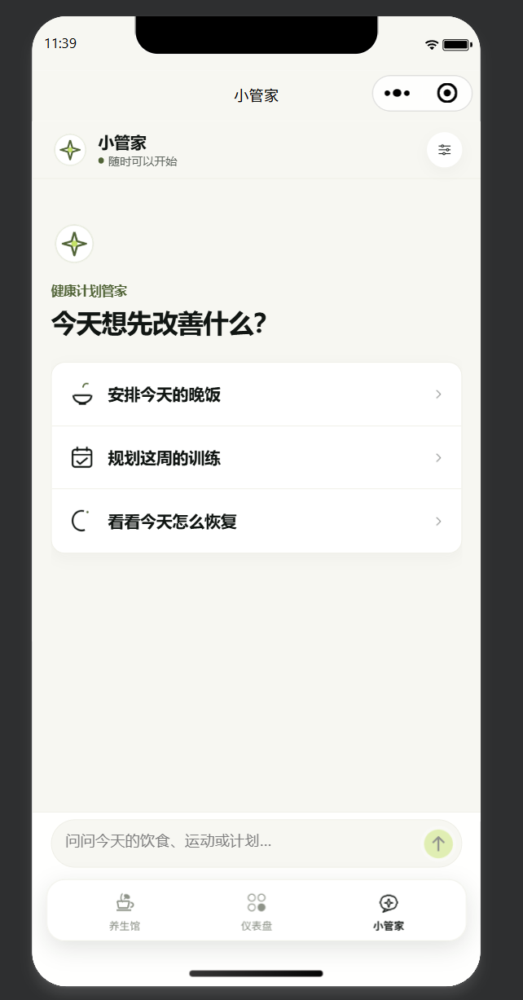 11:39
小管家
小管家
随时可以开始
健康计划管家
今天想先改善什么？
安排今天的晚饭
规划这周的训练
看看今天怎么恢复
问问今天的饮食、运动或计划...
养生馆
仪表盘
小管家